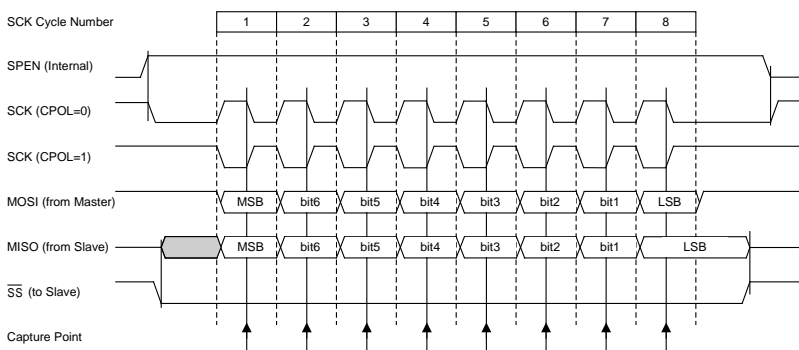 SCK Cycle Number 1 2 3 4 5 6 7 8
SPEN (Internal)
SCK (CPOL=0)
SCK (CPOL=1)
MOSI (from Master) MSB bit6 bit5 bit4 bit3 bit2 bit1 LSB
MISO (from Slave) MSB bit6 bit5 bit4 bit3 bit2 bit1 LSB
SS (to Slave)
Capture Point